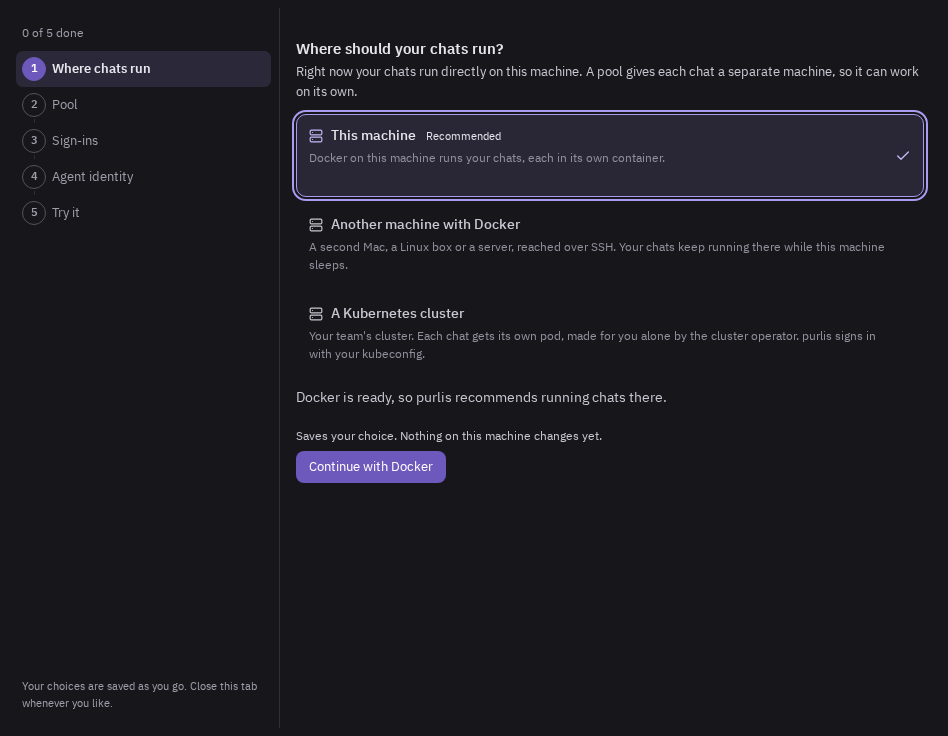 0 of 5 done
1 Where chats run
2 Pool
3 Sign-ins
4 Agent identity
5 Try it
Your choices are saved as you go. Close this tab
whenever you like.
Where should your chats run?
Right now your chats run directly on this machine. A pool gives each chat a separate machine, so it can work
on its own.
This machine Recommended
Docker on this machine runs your chats, each in its own container.
Another machine with Docker
A second Mac, a Linux box or a server, reached over SSH. Your chats keep running there while this machine
sleeps.
A Kubernetes cluster
Your team's cluster. Each chat gets its own pod, made for you alone by the cluster operator, purlis signs in
with your kubeconfig.
Docker is ready, so purlis recommends running chats there.
Saves your choice. Nothing on this machine changes yet.
Continue with Docker